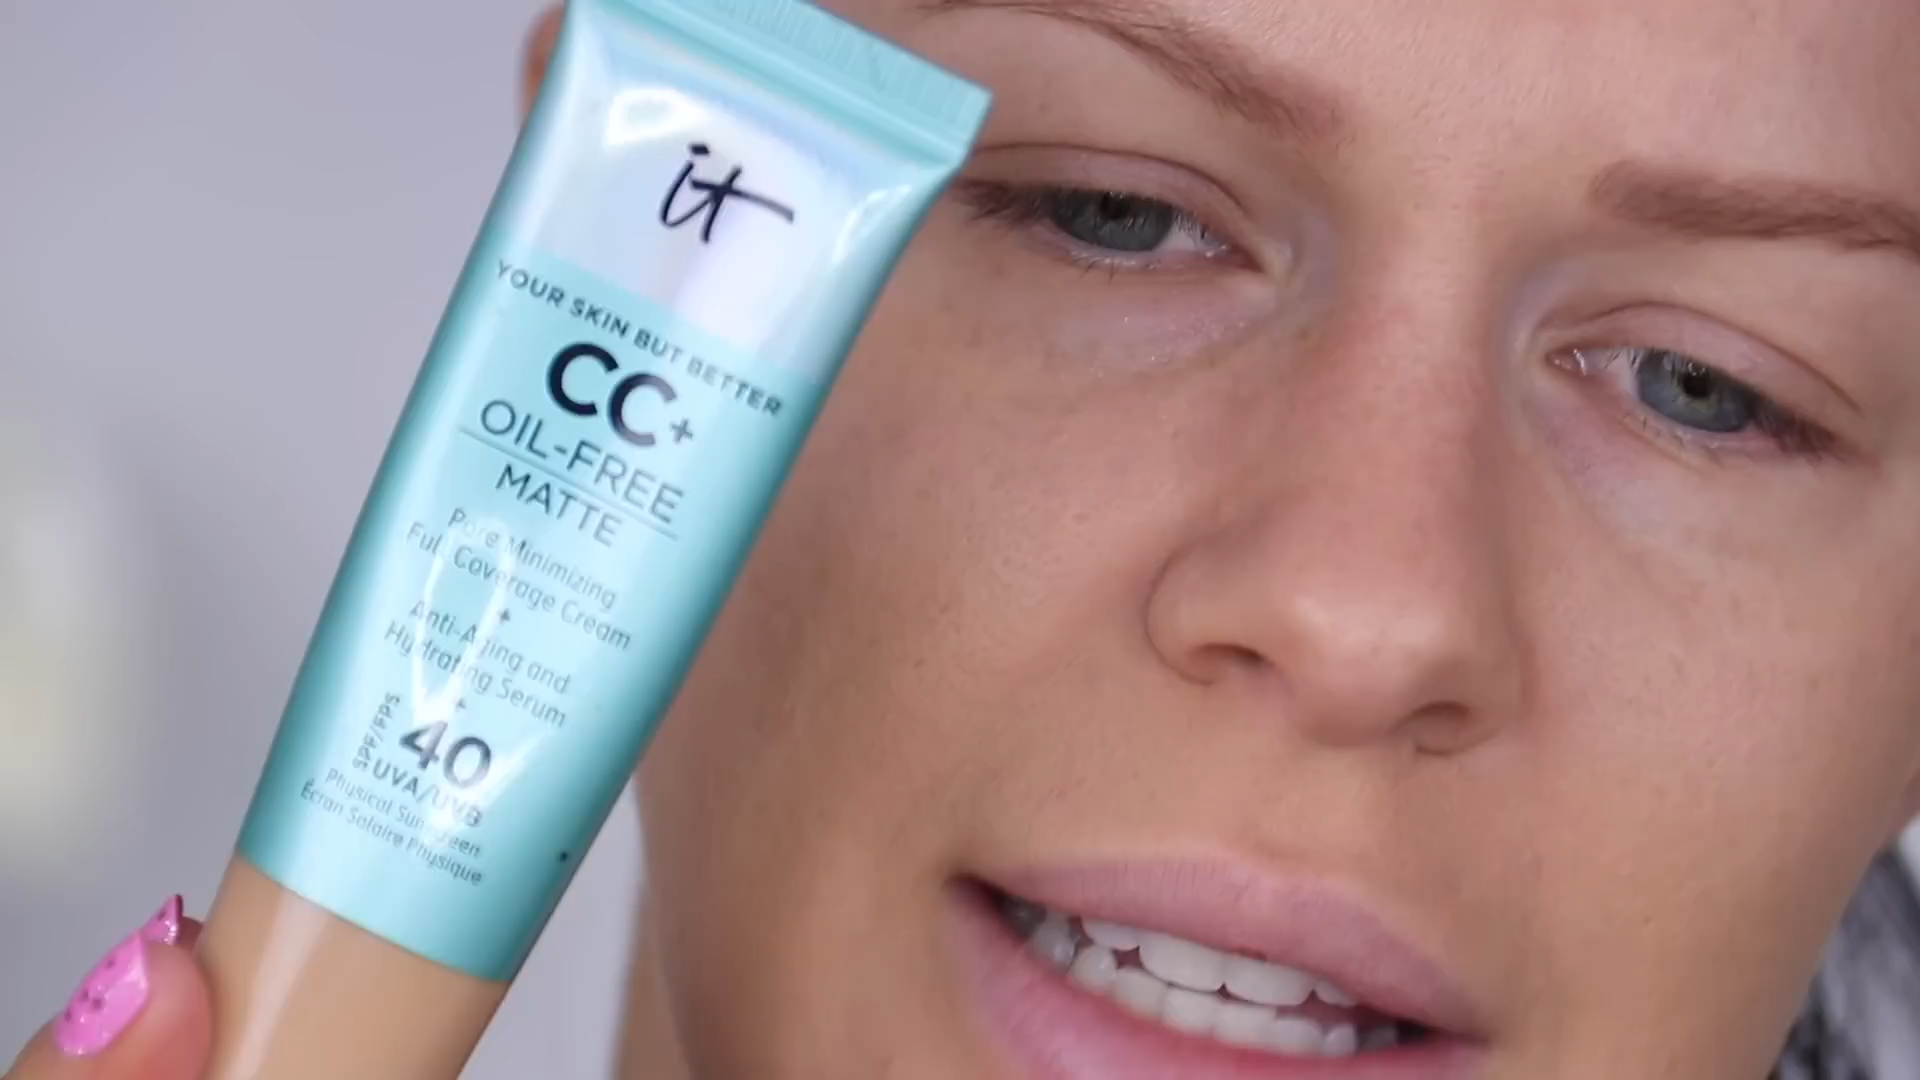 it
YOUR SKIN BUT BETTER
CC+
OIL-FREE
MATTE
Pore Minimizing
Full Coverage Cream
+
Anti-Aging and
Hydrating Serum
+
SPF/FPS 40
UVA/UVB
Physical Sunscreen
Écran Solaire Physique